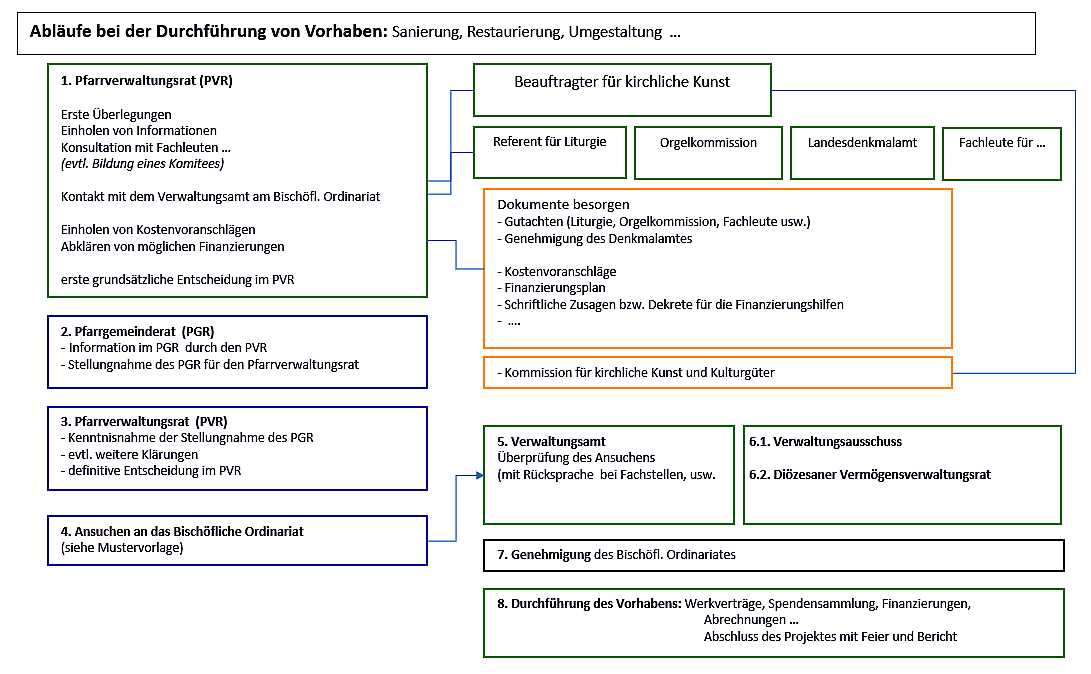 Abläufe bei der Durchführung von Vorhaben: Sanierung, Restaurierung, Umgestaltung ...
1. Pfarrverwaltungsrat (PVR)
Erste Überlegungen
Einholen von Informationen
Konsultation mit Fachleuten ...
(evtl. Bildung eines Komitees)
Kontakt mit dem Verwaltungsamt am Bischöfl. Ordinariat
Einholen von Kostenvoranschlägen
Abklären von möglichen Finanzierungen
erste grundsätzliche Entscheidung im PVR
Beauftragter für kirchliche Kunst
Referent für Liturgie
Orgelkommission
Landesdenkmalamt
Fachleute für ...
Dokumente besorgen
- Gutachten (Liturgie, Orgelkommission, Fachleute usw.)
- Genehmigung des Denkmalamtes
- Kostenvoranschläge
- Finanzierungsplan
- Schriftliche Zusagen bzw. Dekrete für die Finanzierungshilfen
- ....
- Kommission für kirchliche Kunst und Kulturgüter
2. Pfarrgemeinderat (PGR)
- Information im PGR durch den PVR
- Stellungnahme des PGR für den Pfarrverwaltungsrat
3. Pfarrverwaltungsrat (PVR)
- Kenntnisnahme der Stellungnahme des PGR
- evtl. weitere Klärungen
- definitive Entscheidung im PVR
4. Ansuchen an das Bischöfliche Ordinariat
(siehe Mustervorlage)
5. Verwaltungsamt
Überprüfung des Ansuchens
(mit Rücksprache bei Fachstellen, usw.
6.1. Verwaltungsausschuss
6.2. Diözesaner Vermögensverwaltungsrat
7. Genehmigung des Bischöfl. Ordinariates
8. Durchführung des Vorhabens: Werkverträge, Spendensammlung, Finanzierungen,
Abrechnungen ...
Abschluss des Projektes mit Feier und Bericht